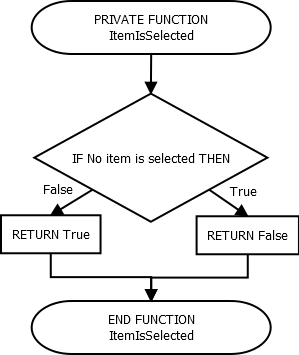 PRIVATE FUNCTION
ItemIsSelected
IF No item is selected THEN
False
True
RETURN True
RETURN False
END FUNCTION
ItemIsSelected